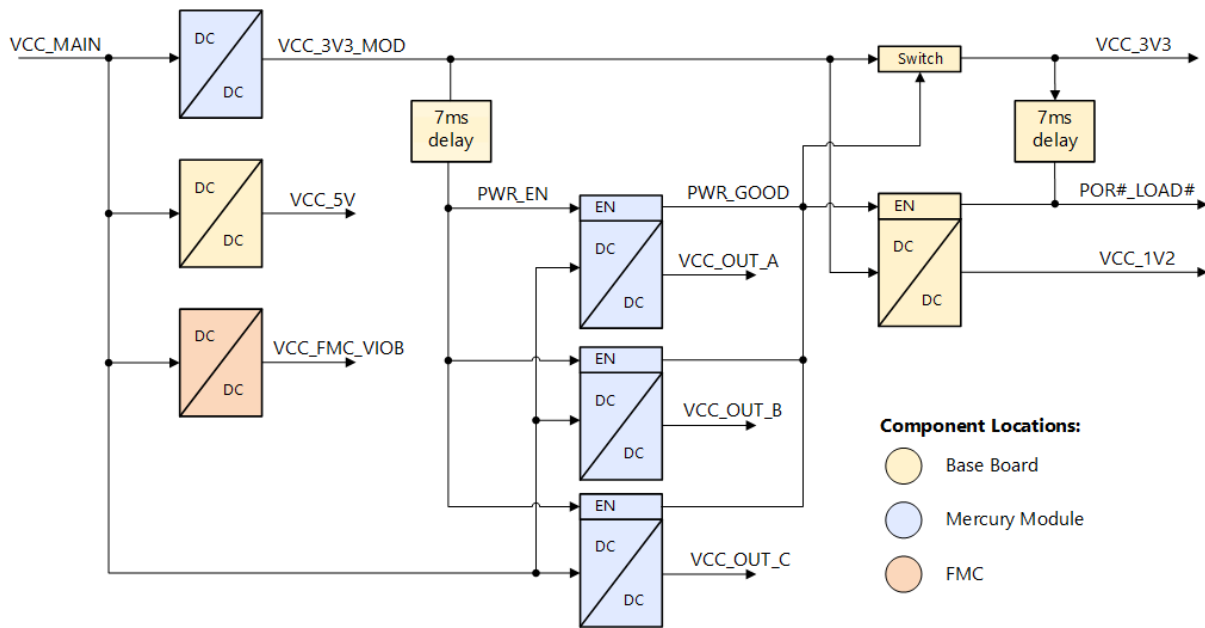 VCC_MAIN
DC
DC
VCC_3V3_MOD
Switch
VCC_3V3
7ms
delay
7ms
delay
DC
DC
VCC_5V
PWR_EN
EN
DC
DC
PWR_GOOD
VCC_OUT_A
EN
DC
DC
POR#_LOAD#
VCC_1V2
DC
DC
VCC_FMC_VIOB
EN
DC
DC
VCC_OUT_B
EN
DC
DC
VCC_OUT_C
Component Locations:
Base Board
Mercury Module
FMC